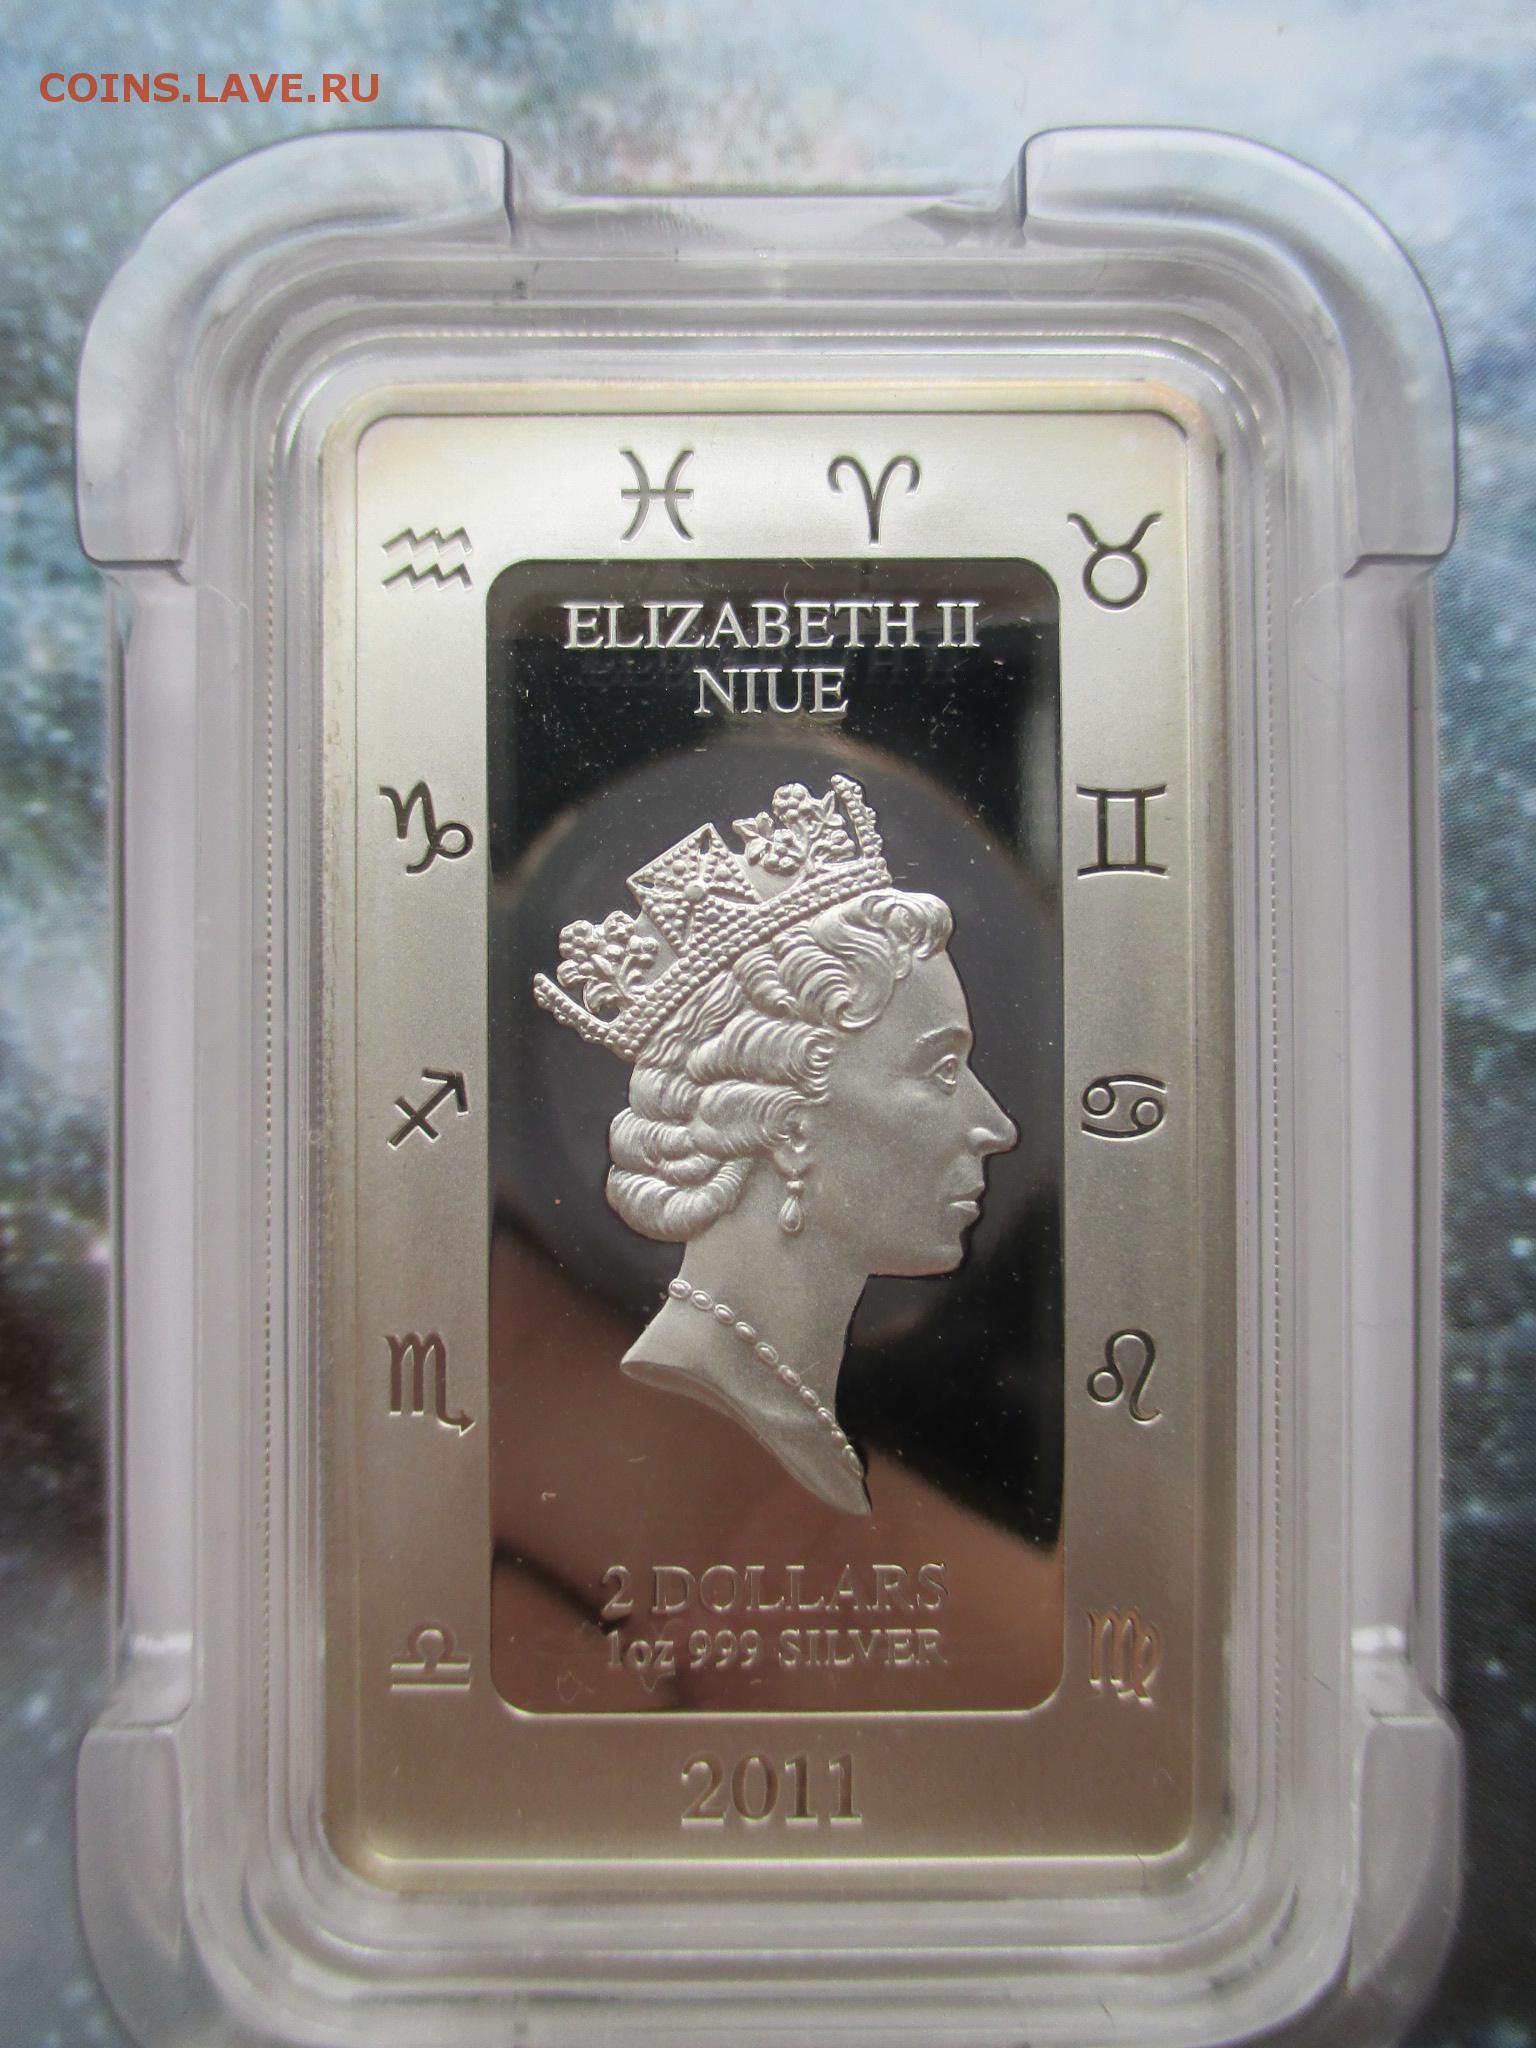 COINS.LAVE.RU
♓ ♈
♒ ♉
ELIZABETH II
NIUE
♑ ♊
♐ ♋
♏ ♌
2 DOLLARS
1oz 999 SILVER
♎ ♍
2011